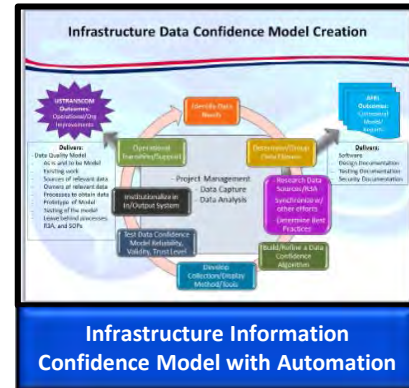 Infrastructure Data Confidence Model Creation
USTRANSCOM
Outcomes:
Operational/Org
Improvements
Delivers:
Data Quality Model
- As is and to be Model
- Existing work
- Sources of relevant data
- Owners of relevant data
- Processes to obtain data
- Prototype of Model
- Testing of the model
- Leave behind processes
R3A, and SOPs
Identify Data
Needs
Determine/Group
Data Elements
Research Data
Sources/R3A
Synchronize w/
other efforts
Determine Best
Practices
Build/Refine a Data
Confidence
Algorithm
Develop
Collection/Display
Method/Tools
Test Data Confidence
Model Reliability,
Validity, Trust Level
Institutionalize in
In/Output System
Operational
Transition/Support
- Project Management
- Data Capture
- Data Analysis
Outcomes:
Delivers:
Software
Design Documentation
Testing Documentation
Security Documentation
Infrastructure Information
Confidence Model with Automation